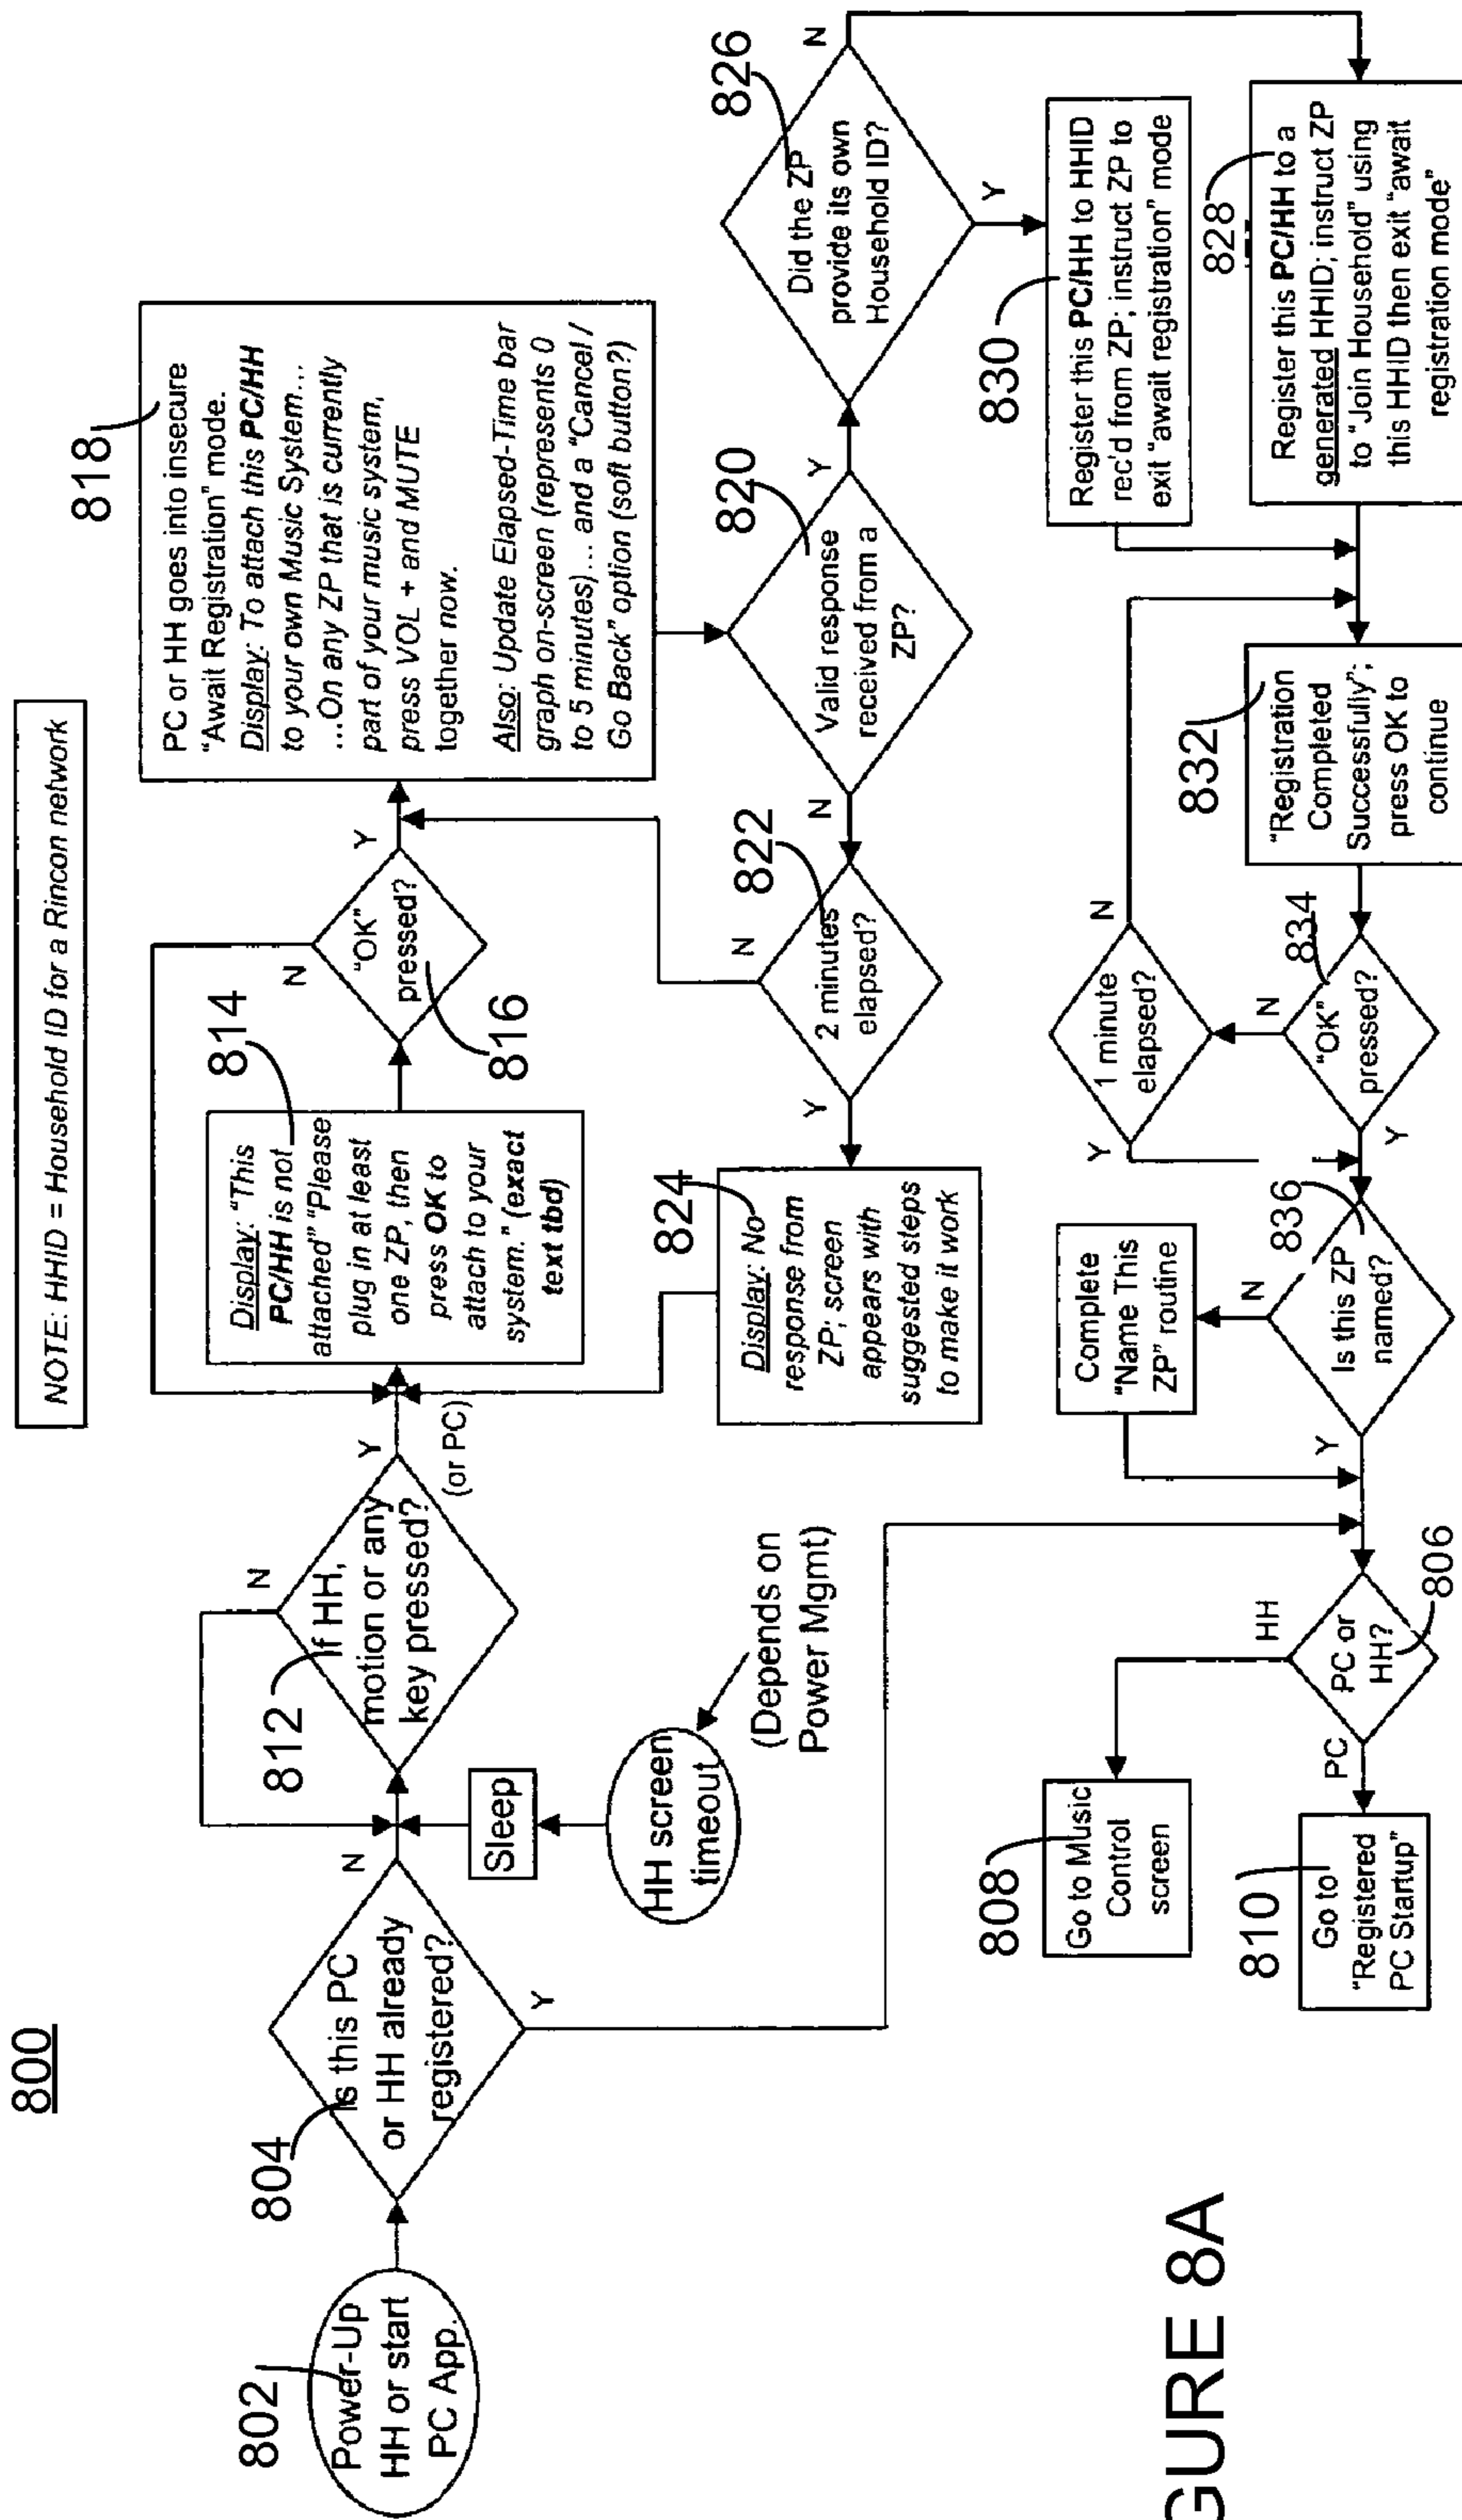 800
NOTE: HHID = Household ID for a Rincon network
802
Power-Up
HH or start
PC App.
804
Is this PC
or HH already
registered?
N
Y
Sleep
HH screen
timeout
(Depends on
Power Mgmt)
812
If HH,
motion or any
key pressed?
N
Y
(or PC)
814
Display: "This
PC/HH is not
attached" "Please
plug in at least
one ZP, then
press OK to
attach to your
system." (exact
text tbd)
816
"OK"
pressed?
N
Y
818
PC or HH goes into insecure
"Await Registration" mode.
Display: To attach this PC/HH
to your own Music System...
...On any ZP that is currently
part of your music system,
press VOL + and MUTE
together now.
Also: Update Elapsed-Time bar
graph on-screen (represents 0
to 5 minutes)... and a "Cancel /
Go Back" option (soft button?)
820
Valid response
received from a
ZP?
N
Y
822
2 minutes
elapsed?
N
Y
824
Display: No
response from
ZP; screen
appears with
suggested steps
to make it work
826
Did the ZP
provide its own
Household ID?
N
Y
830
Register this PC/HH to HHID
rec'd from ZP; instruct ZP to
exit "await registration" mode
828
Register this PC/HH to a
generated HHID; instruct ZP
to "Join Household" using
this HHID then exit "await
registration mode"
832
"Registration
Completed
Successfully";
press OK to
continue
834
"OK"
pressed?
N
Y
1 minute
elapsed?
N
Y
836
Is this ZP
named?
N
Y
Complete
"Name This
ZP" routine
806
PC or
HH?
HH
PC
808
Go to Music
Control
screen
810
Go to
"Registered
PC Startup"
GURE 8A